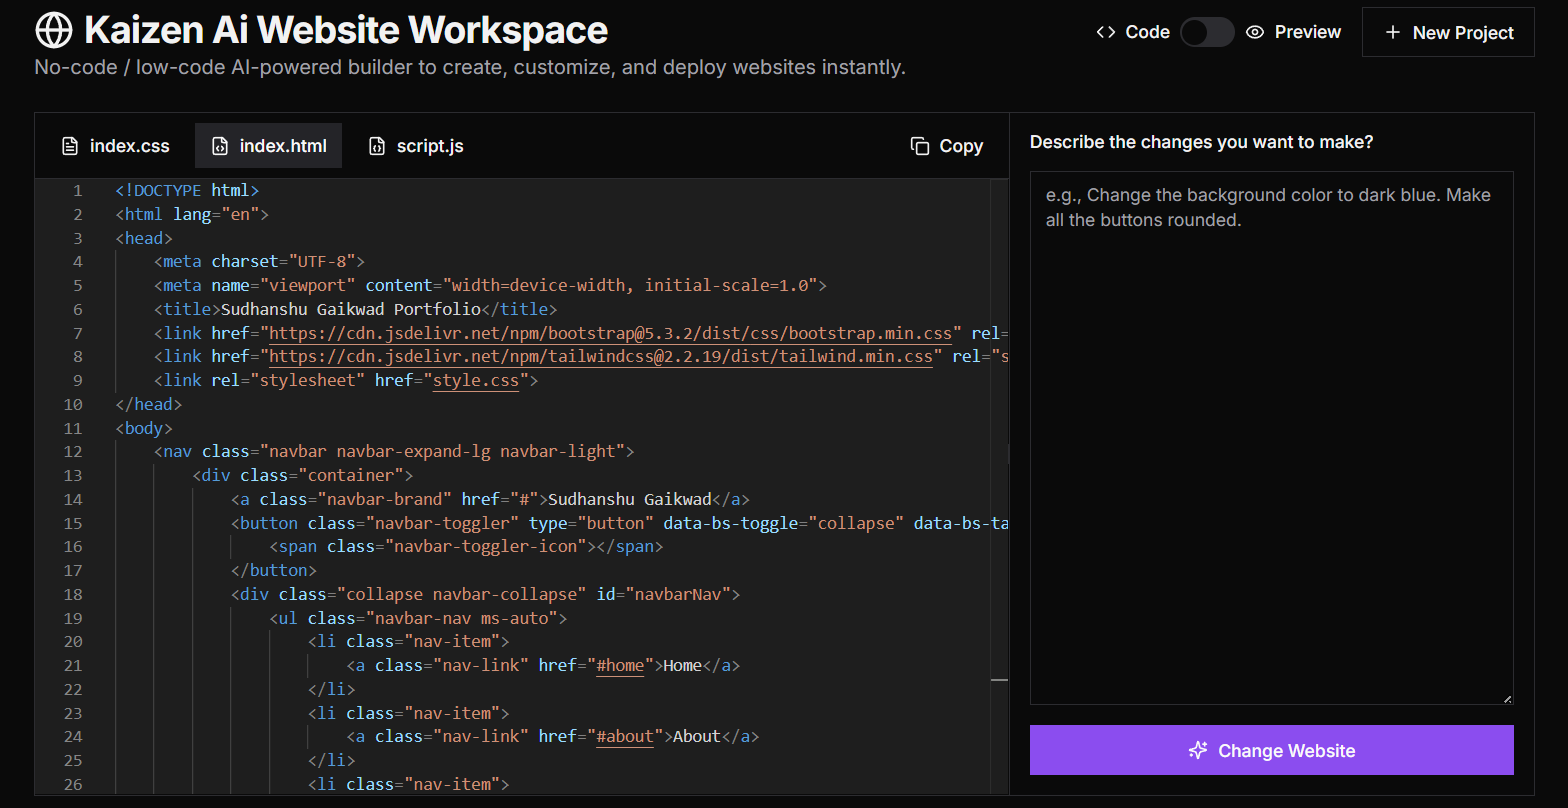 Kaizen Ai Website Workspace
No-code / low-code AI-powered builder to create, customize, and deploy websites instantly.
Code
Preview
New Project
index.css
index.html
script.js
Copy
1 <!DOCTYPE html>
2 <html lang="en">
3 <head>
4     <meta charset="UTF-8">
5     <meta name="viewport" content="width=device-width, initial-scale=1.0">
6     <title>Sudhanshu Gaikwad Portfolio</title>
7     <link href="https://cdn.jsdelivr.net/npm/bootstrap@5.3.2/dist/css/bootstrap.min.css" rel=
8     <link href="https://cdn.jsdelivr.net/npm/tailwindcss@2.2.19/dist/tailwind.min.css" rel="s
9     <link rel="stylesheet" href="style.css">
10 </head>
11 <body>
12     <nav class="navbar navbar-expand-lg navbar-light">
13         <div class="container">
14             <a class="navbar-brand" href="#">Sudhanshu Gaikwad</a>
15             <button class="navbar-toggler" type="button" data-bs-toggle="collapse" data-bs-ta
16                 <span class="navbar-toggler-icon"></span>
17             </button>
18             <div class="collapse navbar-collapse" id="navbarNav">
19                 <ul class="navbar-nav ms-auto">
20                     <li class="nav-item">
21                         <a class="nav-link" href="#home">Home</a>
22                     </li>
23                     <li class="nav-item">
24                         <a class="nav-link" href="#about">About</a>
25                     </li>
26                     <li class="nav-item">
Describe the changes you want to make?
e.g., Change the background color to dark blue. Make
all the buttons rounded.
Change Website